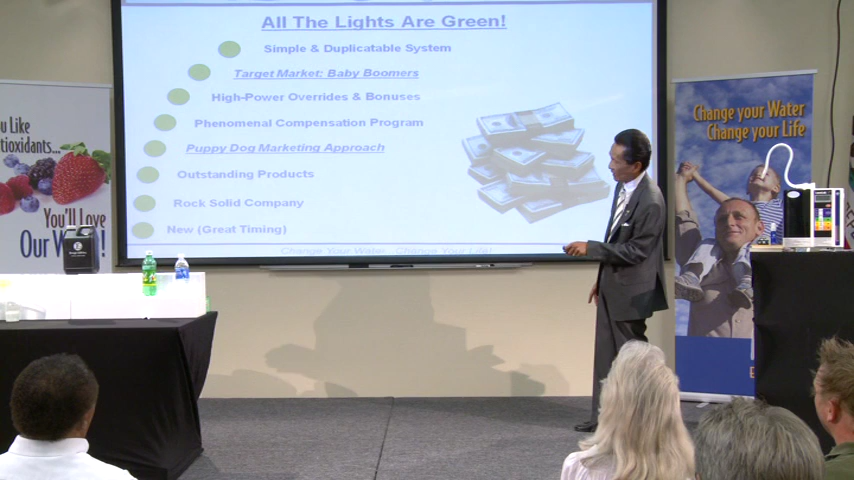 All The Lights Are Green!
Simple & Duplicatable System
Target Market: Baby Boomers
High-Power Overrides & Bonuses
Phenomenal Compensation Program
Puppy Dog Marketing Approach
Outstanding Products
Rock Solid Company
New (Great Timing)
Change Your Water...Change Your Life!
u Like
tioxidants...
You'll Love
Our W !
Change your Water
Change your Life